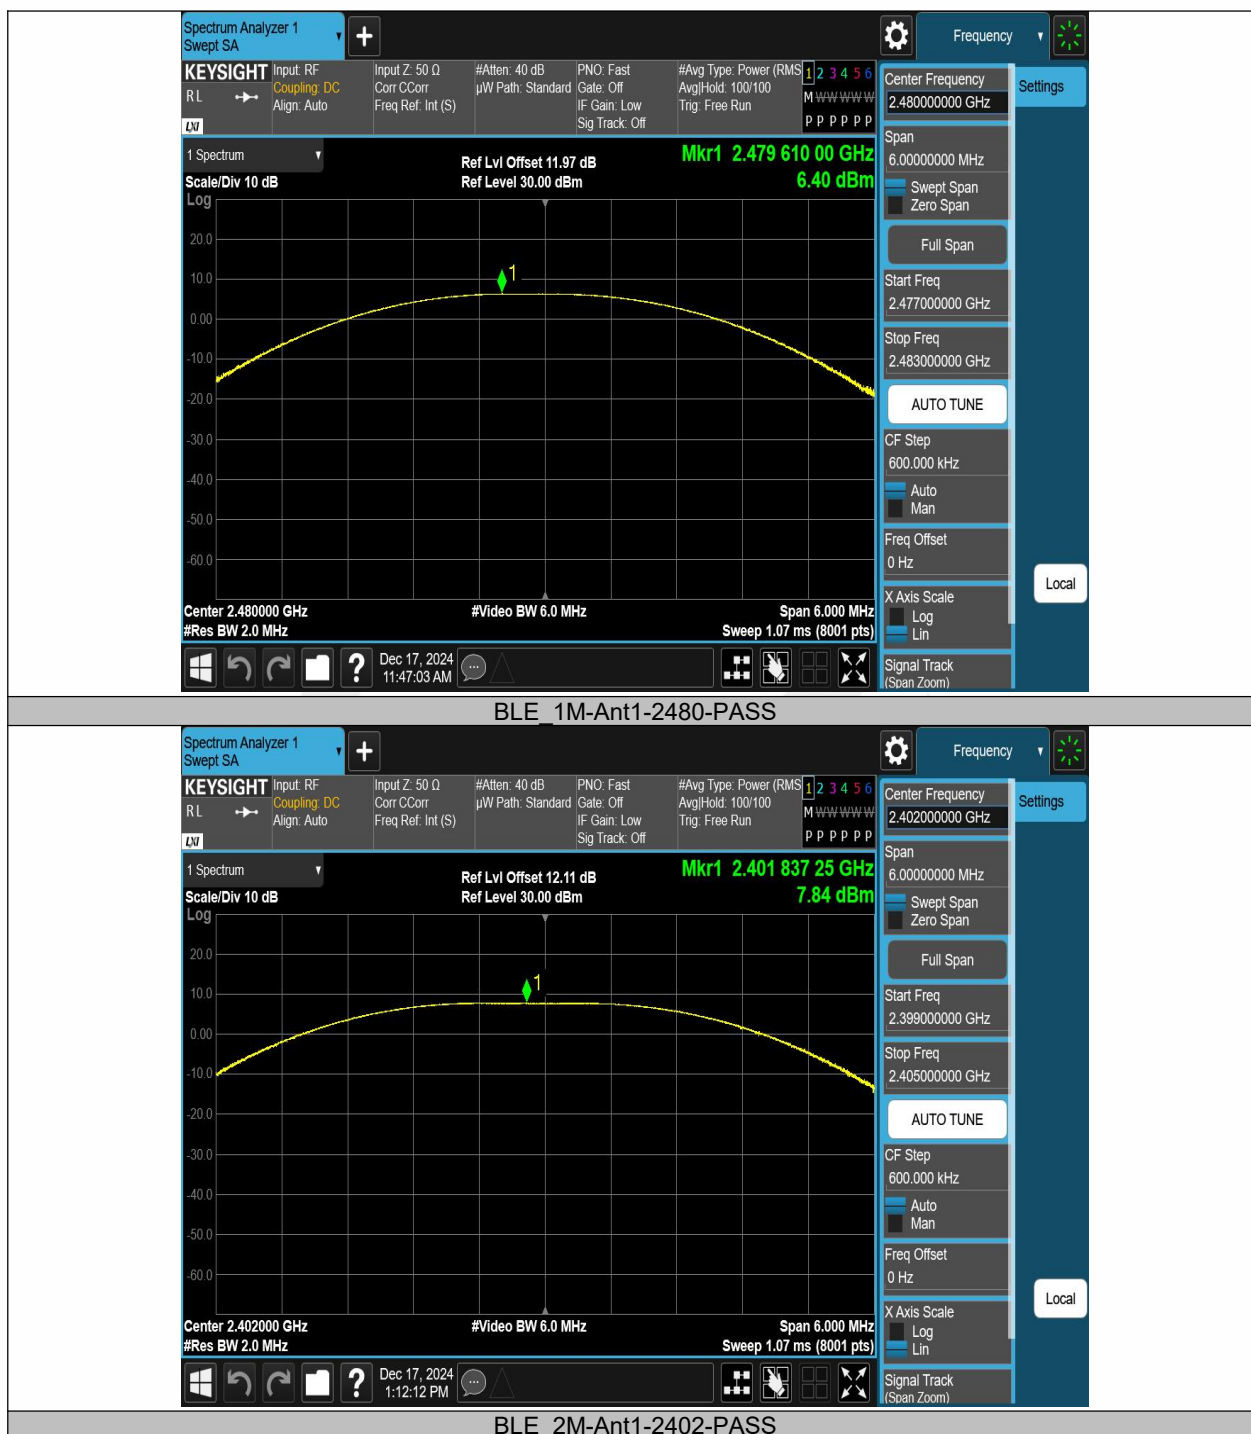 Spectrum Analyzer 1
Swept SA
+
Frequency
KEYSIGHT
RL
LXI
Input: RF
Coupling: DC
Align: Auto
Input Z: 50 Ω
Corr CCorr
Freq Ref: Int (S)
#Atten: 40 dB
µW Path: Standard
PNO: Fast
Gate: Off
IF Gain: Low
Sig Track: Off
#Avg Type: Power (RMS
Avg|Hold: 100/100
Trig: Free Run
1 2 3 4 5 6
M W W W W W
P P P P P P
Center Frequency
2.480000000 GHz
Settings
Span
6.00000000 MHz
Swept Span
Zero Span
Full Span
Start Freq
2.477000000 GHz
Stop Freq
2.483000000 GHz
AUTO TUNE
CF Step
600.000 kHz
Auto
Man
Freq Offset
0 Hz
X Axis Scale
Log
Lin
Signal Track
(Span Zoom)
Local
1 Spectrum
Scale/Div 10 dB
Log
Ref Lvl Offset 11.97 dB
Ref Level 30.00 dBm
Mkr1 2.479 610 00 GHz
6.40 dBm
1
20.0
10.0
0.00
-10.0
-20.0
-30.0
-40.0
-50.0
-60.0
Center 2.480000 GHz
#Video BW 6.0 MHz
Span 6.000 MHz
#Res BW 2.0 MHz
Sweep 1.07 ms (8001 pts)
?
Dec 17, 2024
11:47:03 AM
BLE_1M-Ant1-2480-PASS
Spectrum Analyzer 1
Swept SA
+
Frequency
KEYSIGHT
RL
LXI
Input: RF
Coupling: DC
Align: Auto
Input Z: 50 Ω
Corr CCorr
Freq Ref: Int (S)
#Atten: 40 dB
µW Path: Standard
PNO: Fast
Gate: Off
IF Gain: Low
Sig Track: Off
#Avg Type: Power (RMS
Avg|Hold: 100/100
Trig: Free Run
1 2 3 4 5 6
M W W W W W
P P P P P P
Center Frequency
2.402000000 GHz
Settings
Span
6.00000000 MHz
Swept Span
Zero Span
Full Span
Start Freq
2.399000000 GHz
Stop Freq
2.405000000 GHz
AUTO TUNE
CF Step
600.000 kHz
Auto
Man
Freq Offset
0 Hz
X Axis Scale
Log
Lin
Signal Track
(Span Zoom)
Local
1 Spectrum
Scale/Div 10 dB
Log
Ref Lvl Offset 12.11 dB
Ref Level 30.00 dBm
Mkr1 2.401 837 25 GHz
7.84 dBm
1
20.0
10.0
0.00
-10.0
-20.0
-30.0
-40.0
-50.0
-60.0
Center 2.402000 GHz
#Video BW 6.0 MHz
Span 6.000 MHz
#Res BW 2.0 MHz
Sweep 1.07 ms (8001 pts)
?
Dec 17, 2024
1:12:12 PM
BLE_2M-Ant1-2402-PASS